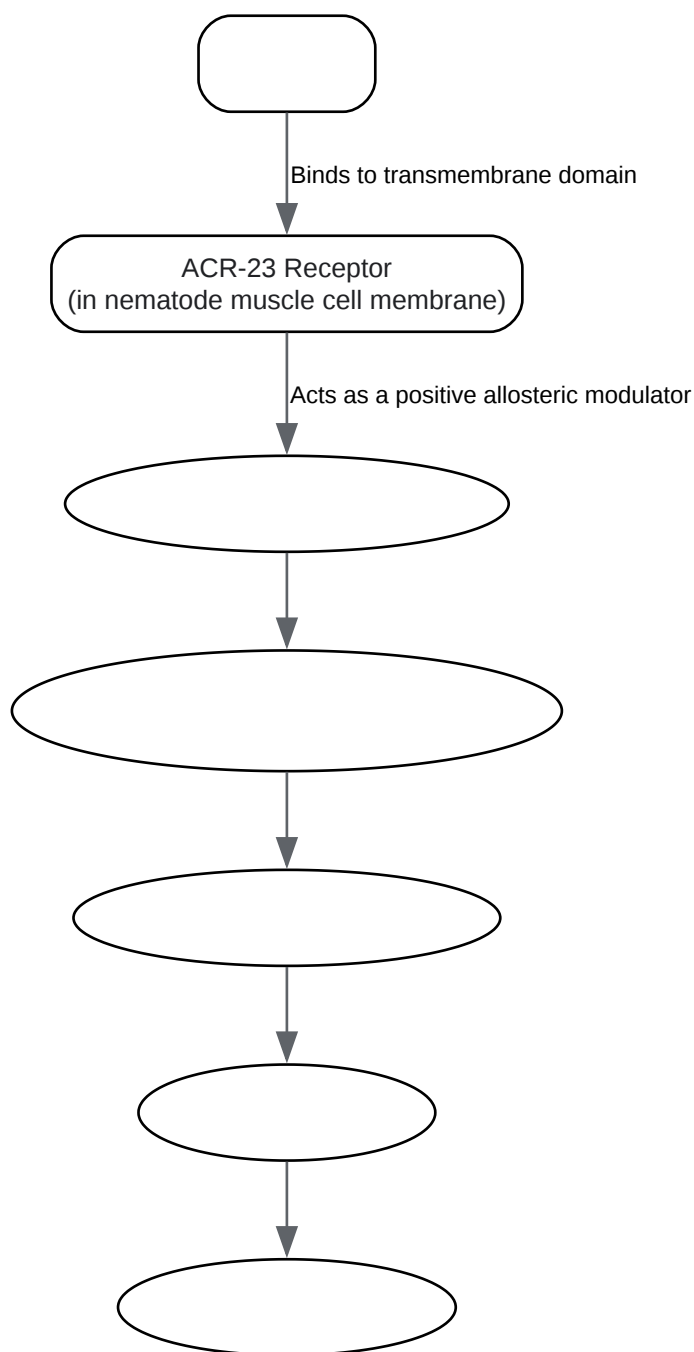 Binds to transmembrane domain
ACR-23 Receptor
(in nematode muscle cell membrane)
Acts as a positive allosteric modulator